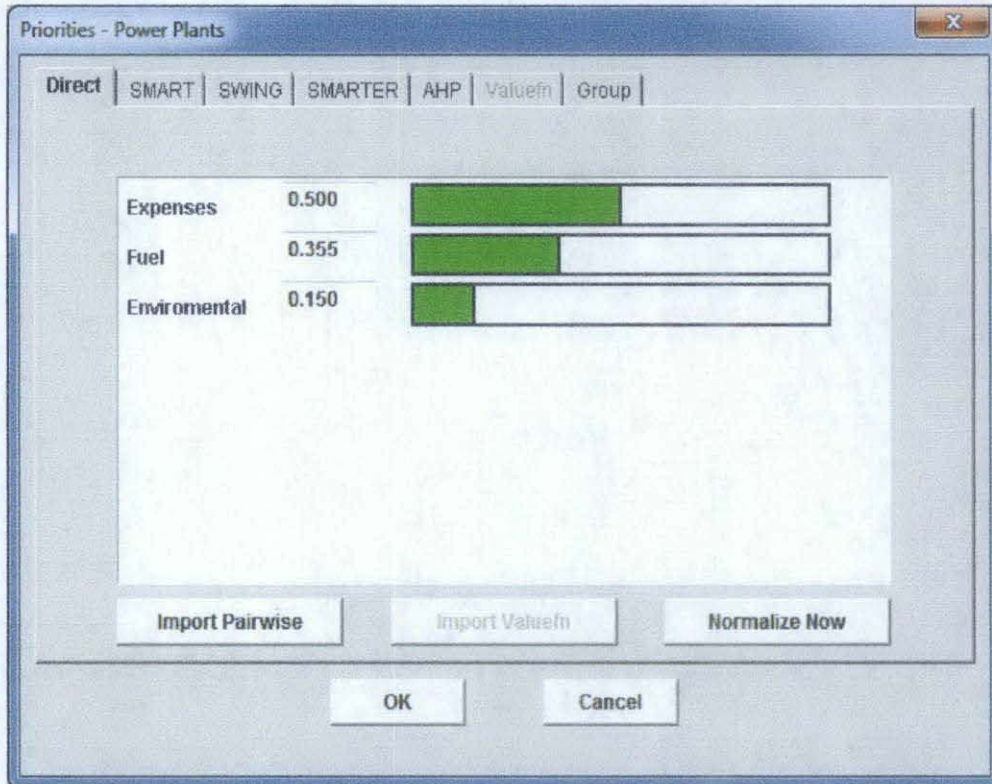 Priorities - Power Plants
Direct SMART SWING SMARTER AHP Valuefn Group
Expenses 0.500
Fuel 0.355
Enviromental 0.150
Import Pairwise Import Valuefn Normalize Now
OK Cancel